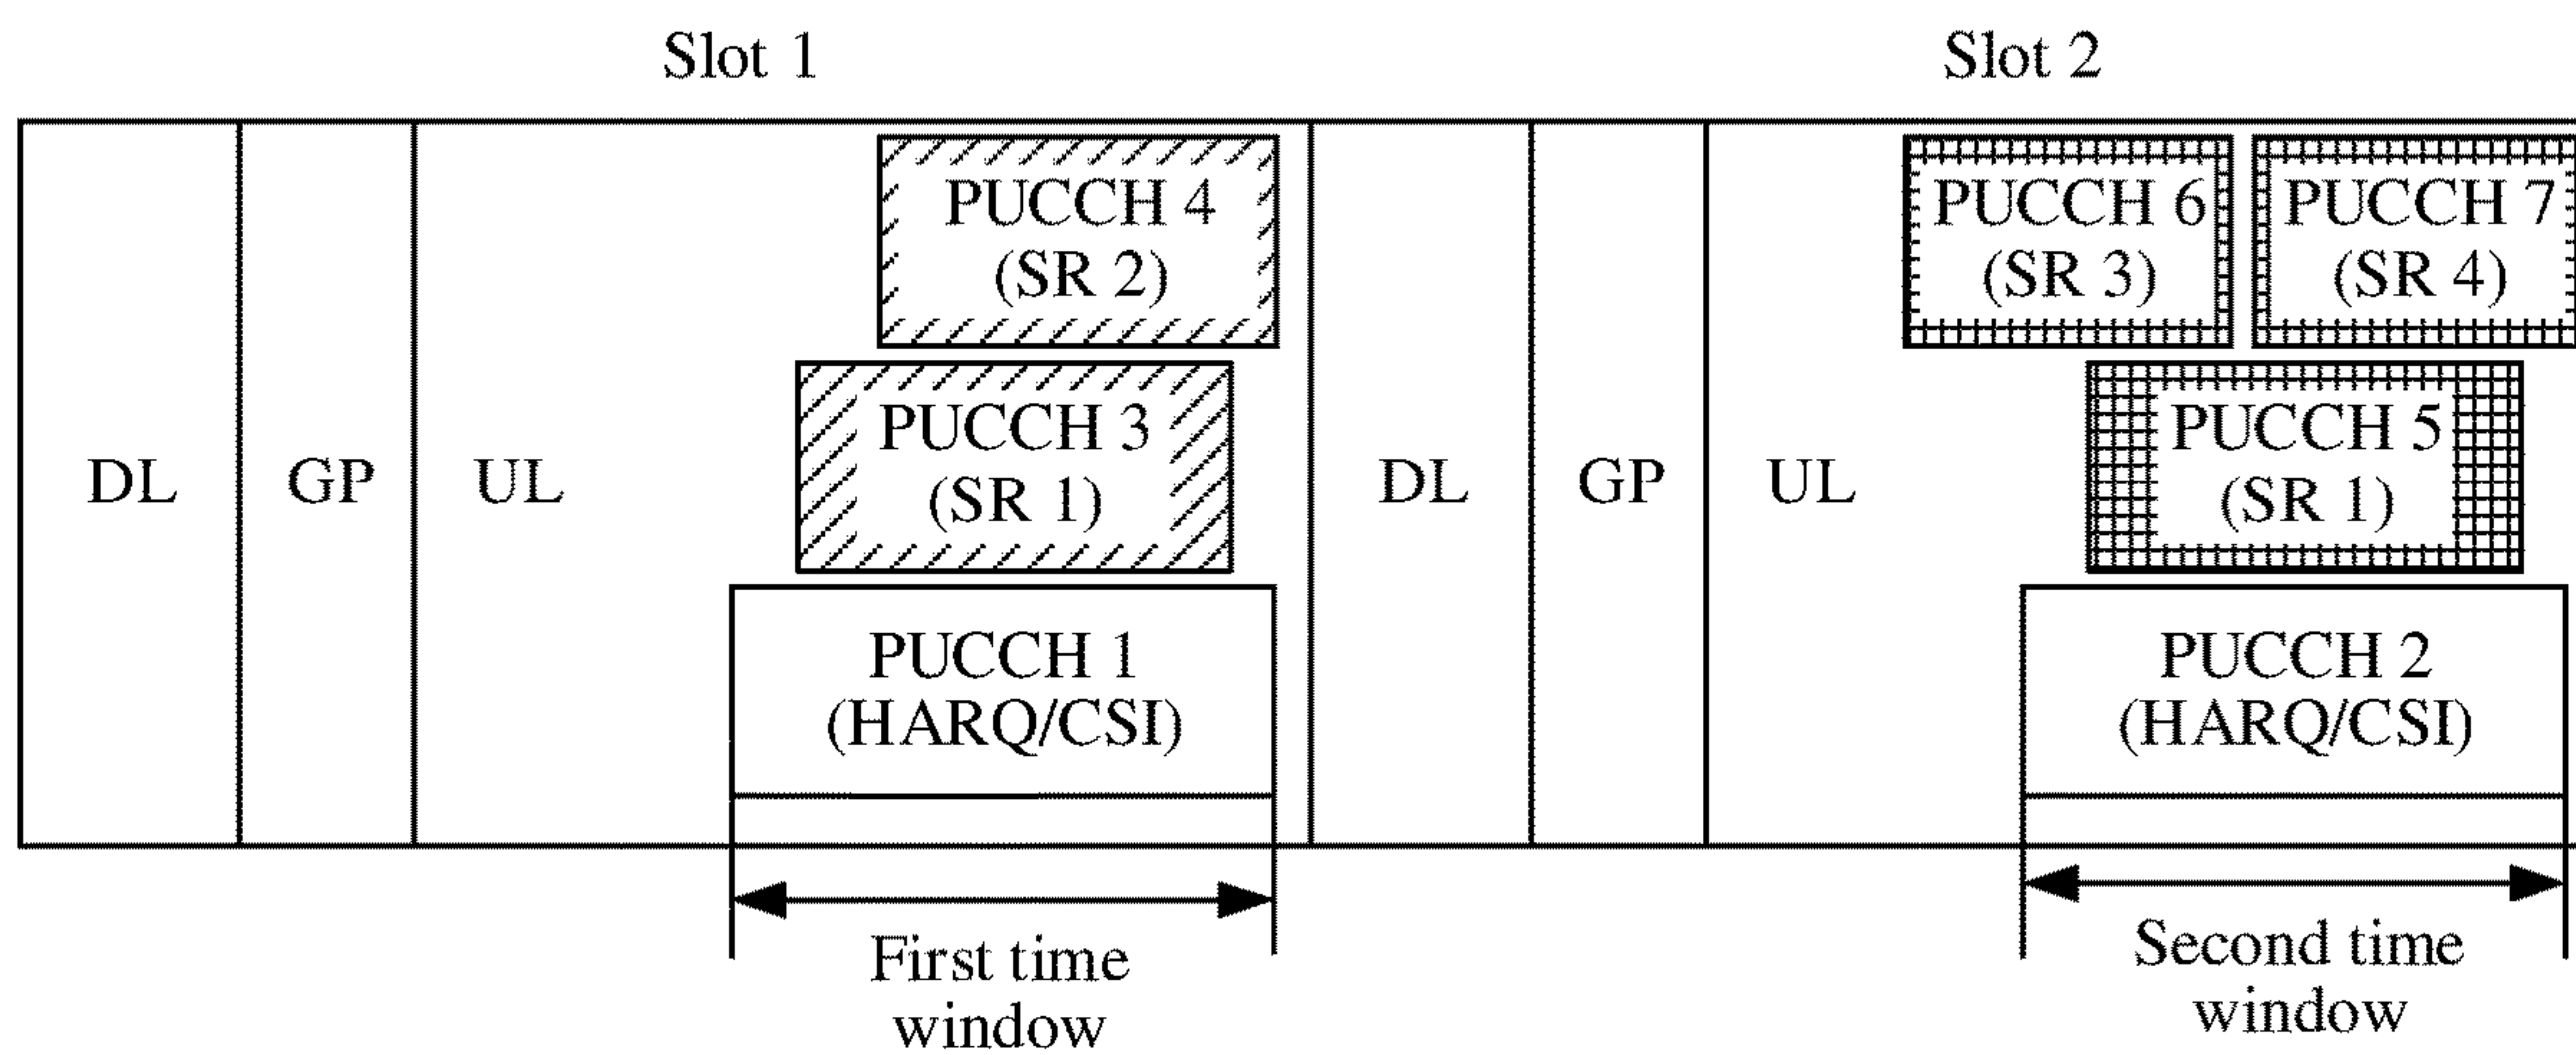 Slot 1
Slot 2
DL
GP
UL
PUCCH 4
(SR 2)
PUCCH 3
(SR 1)
PUCCH 1
(HARQ/CSI)
First time
window
DL
GP
UL
PUCCH 6
(SR 3)
PUCCH 7
(SR 4)
PUCCH 5
(SR 1)
PUCCH 2
(HARQ/CSI)
Second time
window